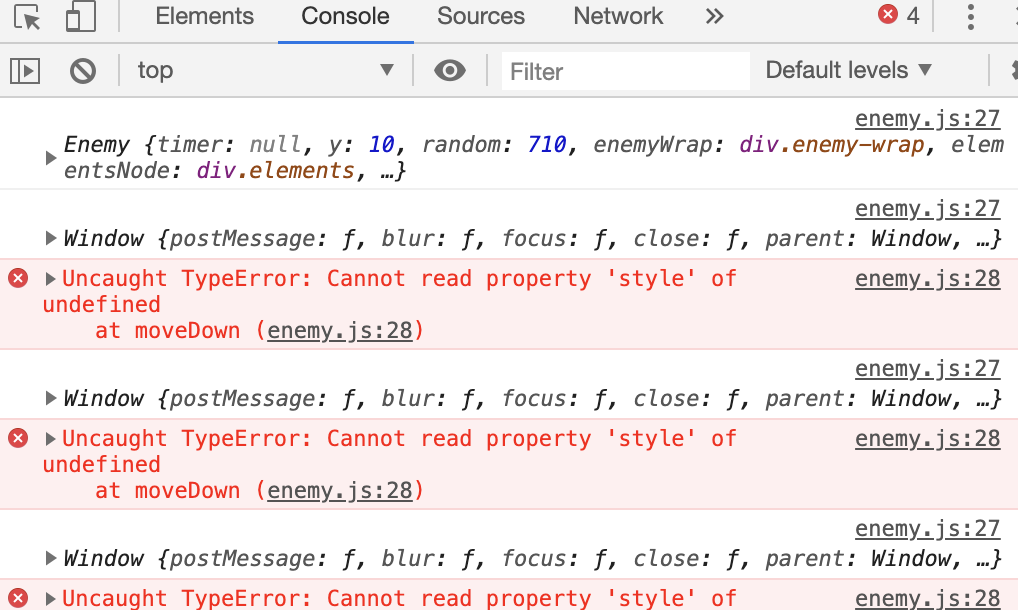 Elements Console Sources Network » 4
top Filter Default levels
enemy.js:27
Enemy {timer: null, y: 10, random: 710, enemyWrap: div.enemy-wrap, elem
entsNode: div.elements, …}
enemy.js:27
Window {postMessage: ƒ, blur: ƒ, focus: ƒ, close: ƒ, parent: Window, …}
Uncaught TypeError: Cannot read property 'style' of enemy.js:28
undefined
at moveDown (enemy.js:28)
enemy.js:27
Window {postMessage: ƒ, blur: ƒ, focus: ƒ, close: ƒ, parent: Window, …}
Uncaught TypeError: Cannot read property 'style' of enemy.js:28
undefined
at moveDown (enemy.js:28)
enemy.js:27
Window {postMessage: ƒ, blur: ƒ, focus: ƒ, close: ƒ, parent: Window, …}
Uncaught TypeError: Cannot read property 'style' of enemy.js:28